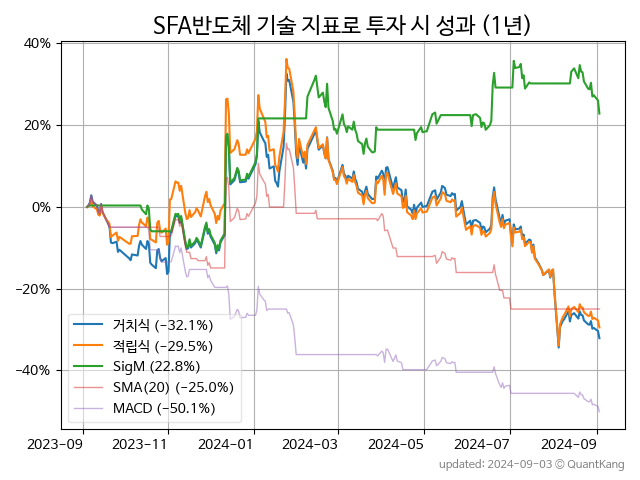 SFA반도체 기술 지표로 투자 시 성과 (1년)
40%
20%
0%
−20%
−40%
거치식 (−32.1%)
적립식 (−29.5%)
SigM (22.8%)
SMA(20) (−25.0%)
MACD (−50.1%)
2023-09 2023-11 2024-01 2024-03 2024-05 2024-07 2024-09
updated: 2024-09-03 © QuantKang